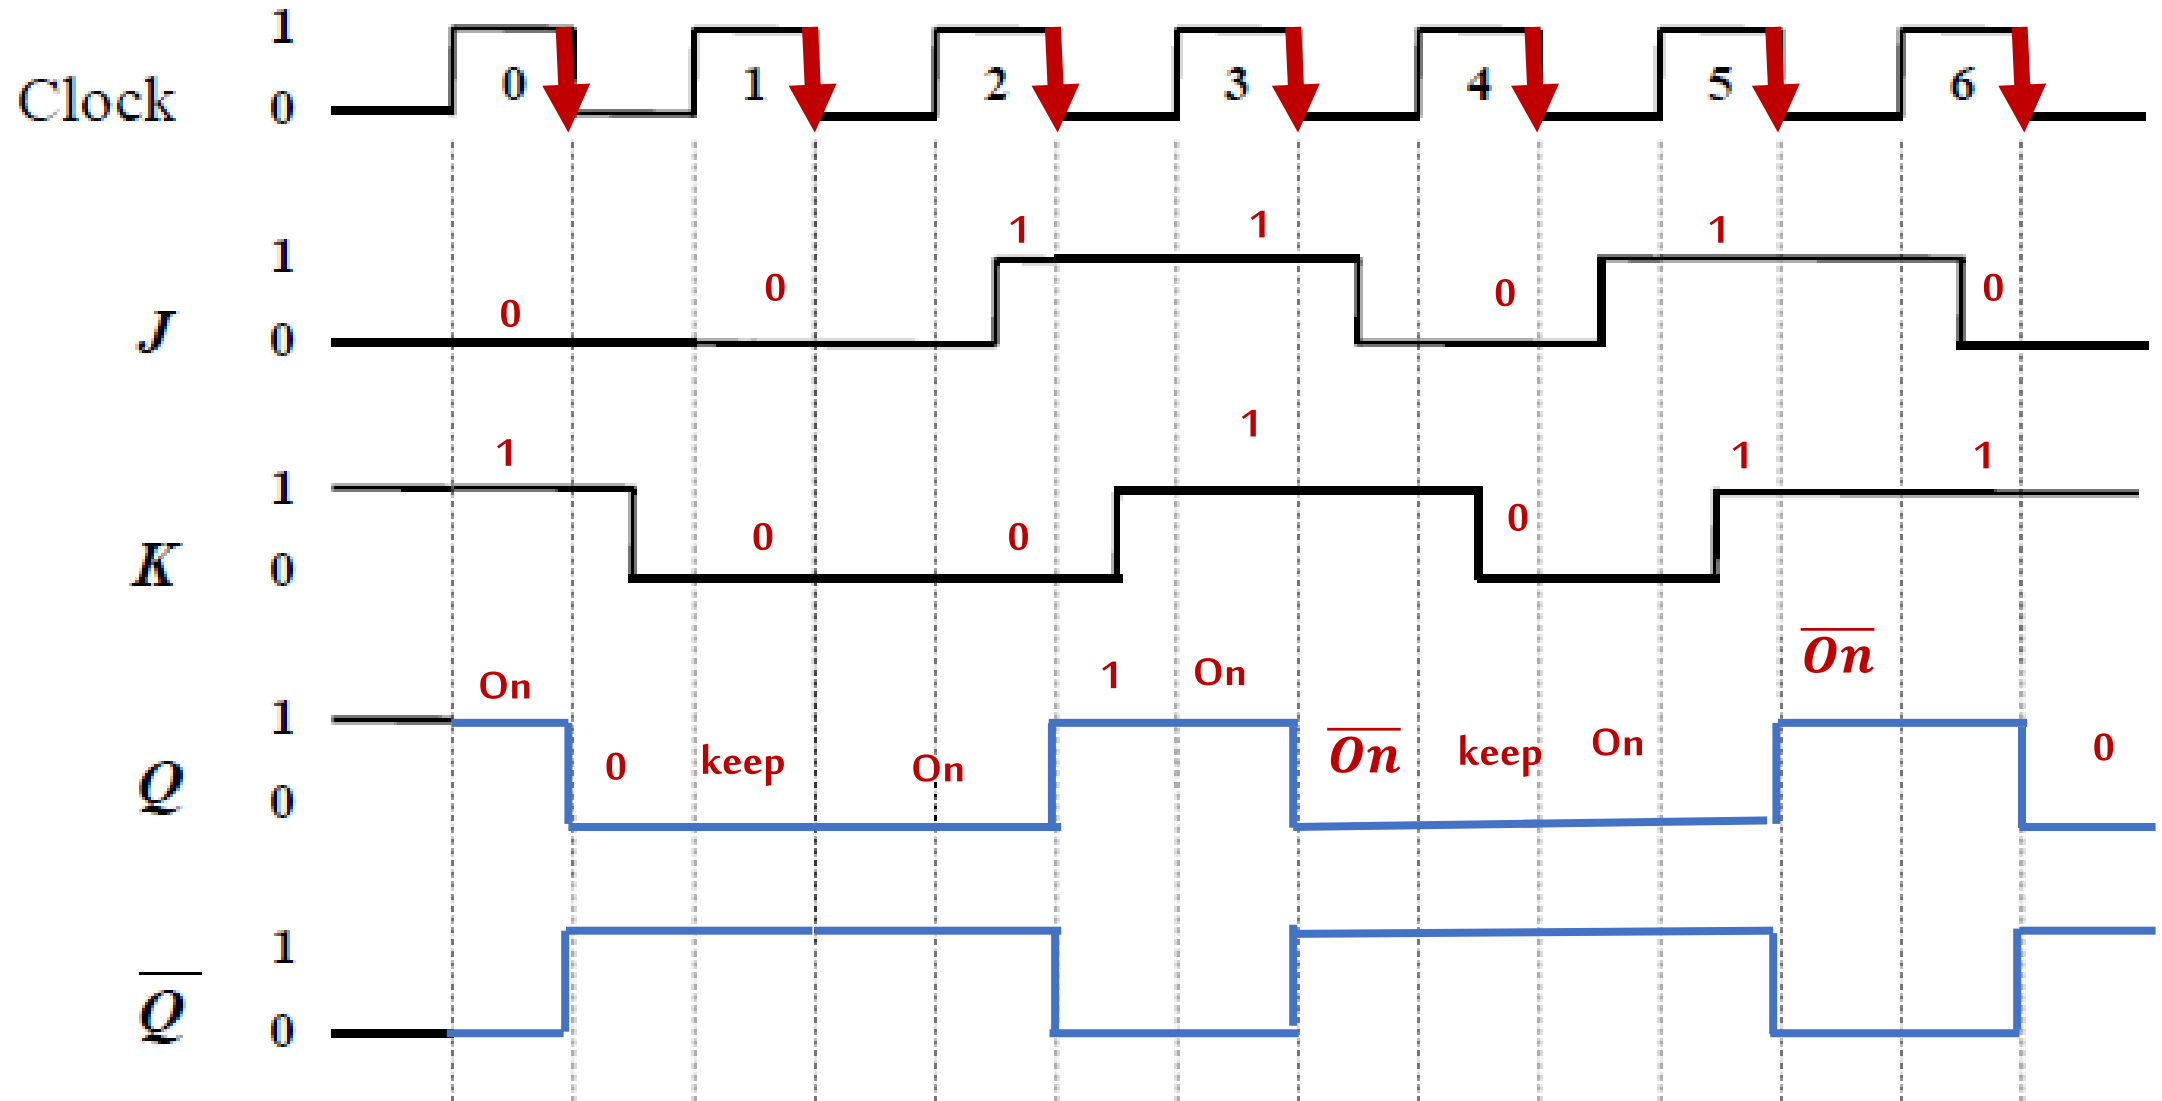 1
Clock 0 0 1 2 3 4 5 6
1 1 1 1
J 0 0 0 0 0
1 1 1 1 1
K 0 0 0 0
On 1 On O̅n̅
1
Q 0 0 keep On O̅n̅ keep On 0
1
Q̅ 0